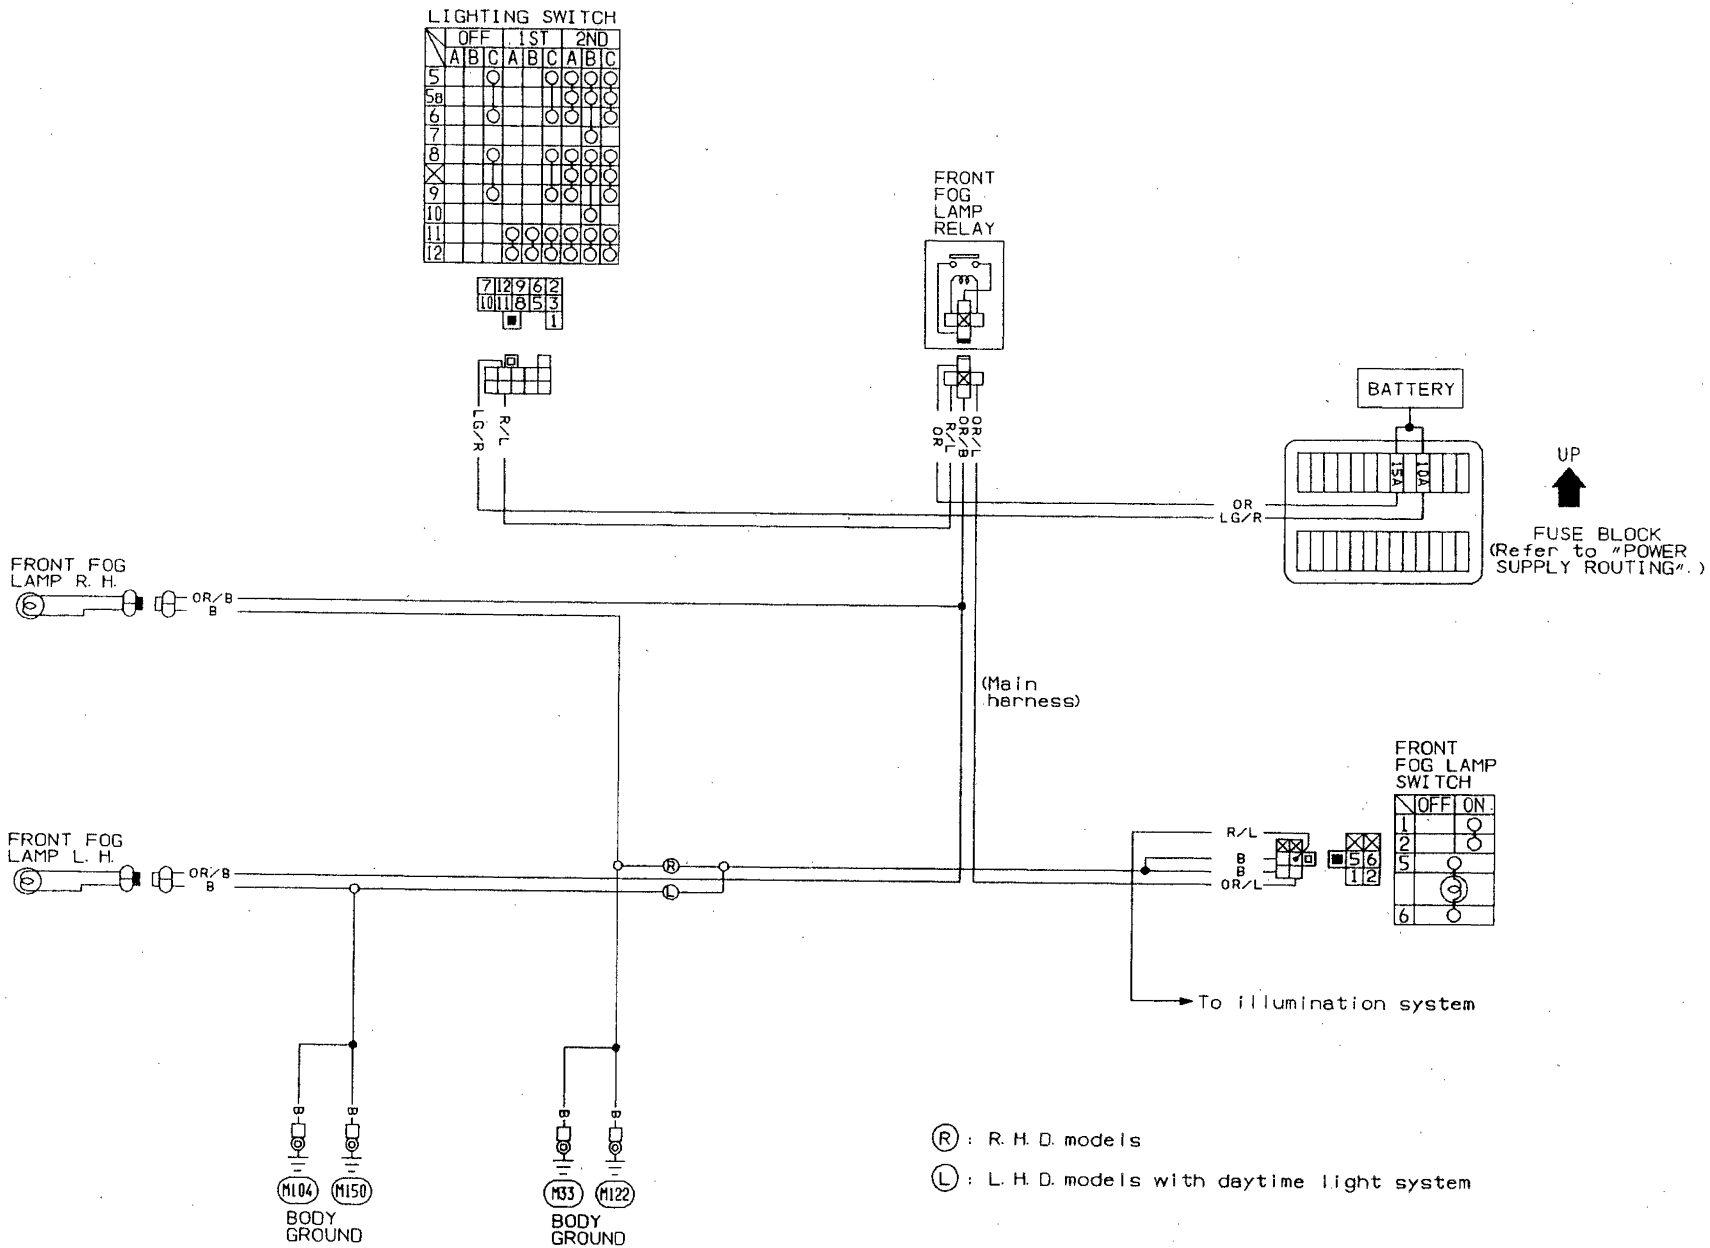 LIGHTING SWITCH
OFF 1ST 2ND
A B C A B C A B C
5
5B
6
7
8
9
10
11
12
7 12 9 6 2
10 11 8 5 3
1
LG/R
R/L
FRONT
FOG
LAMP
RELAY
OR
R/L
OR/B
OR/L
BATTERY
15A
10A
OR
LG/R
UP
FUSE BLOCK
(Refer to "POWER
SUPPLY ROUTING".)
FRONT FOG
LAMP R. H.
OR/B
B
(Main
harness)
FRONT FOG
LAMP L. H.
OR/B
B
R
L
FRONT
FOG LAMP
SWITCH
OFF ON
1
2
5
6
R/L
B
B
OR/L
5 6
1 2
To illumination system
B
B
B
B
M104
M150
BODY
GROUND
M33
M122
BODY
GROUND
R : R. H. D. models
L : L. H. D. models with daytime light system